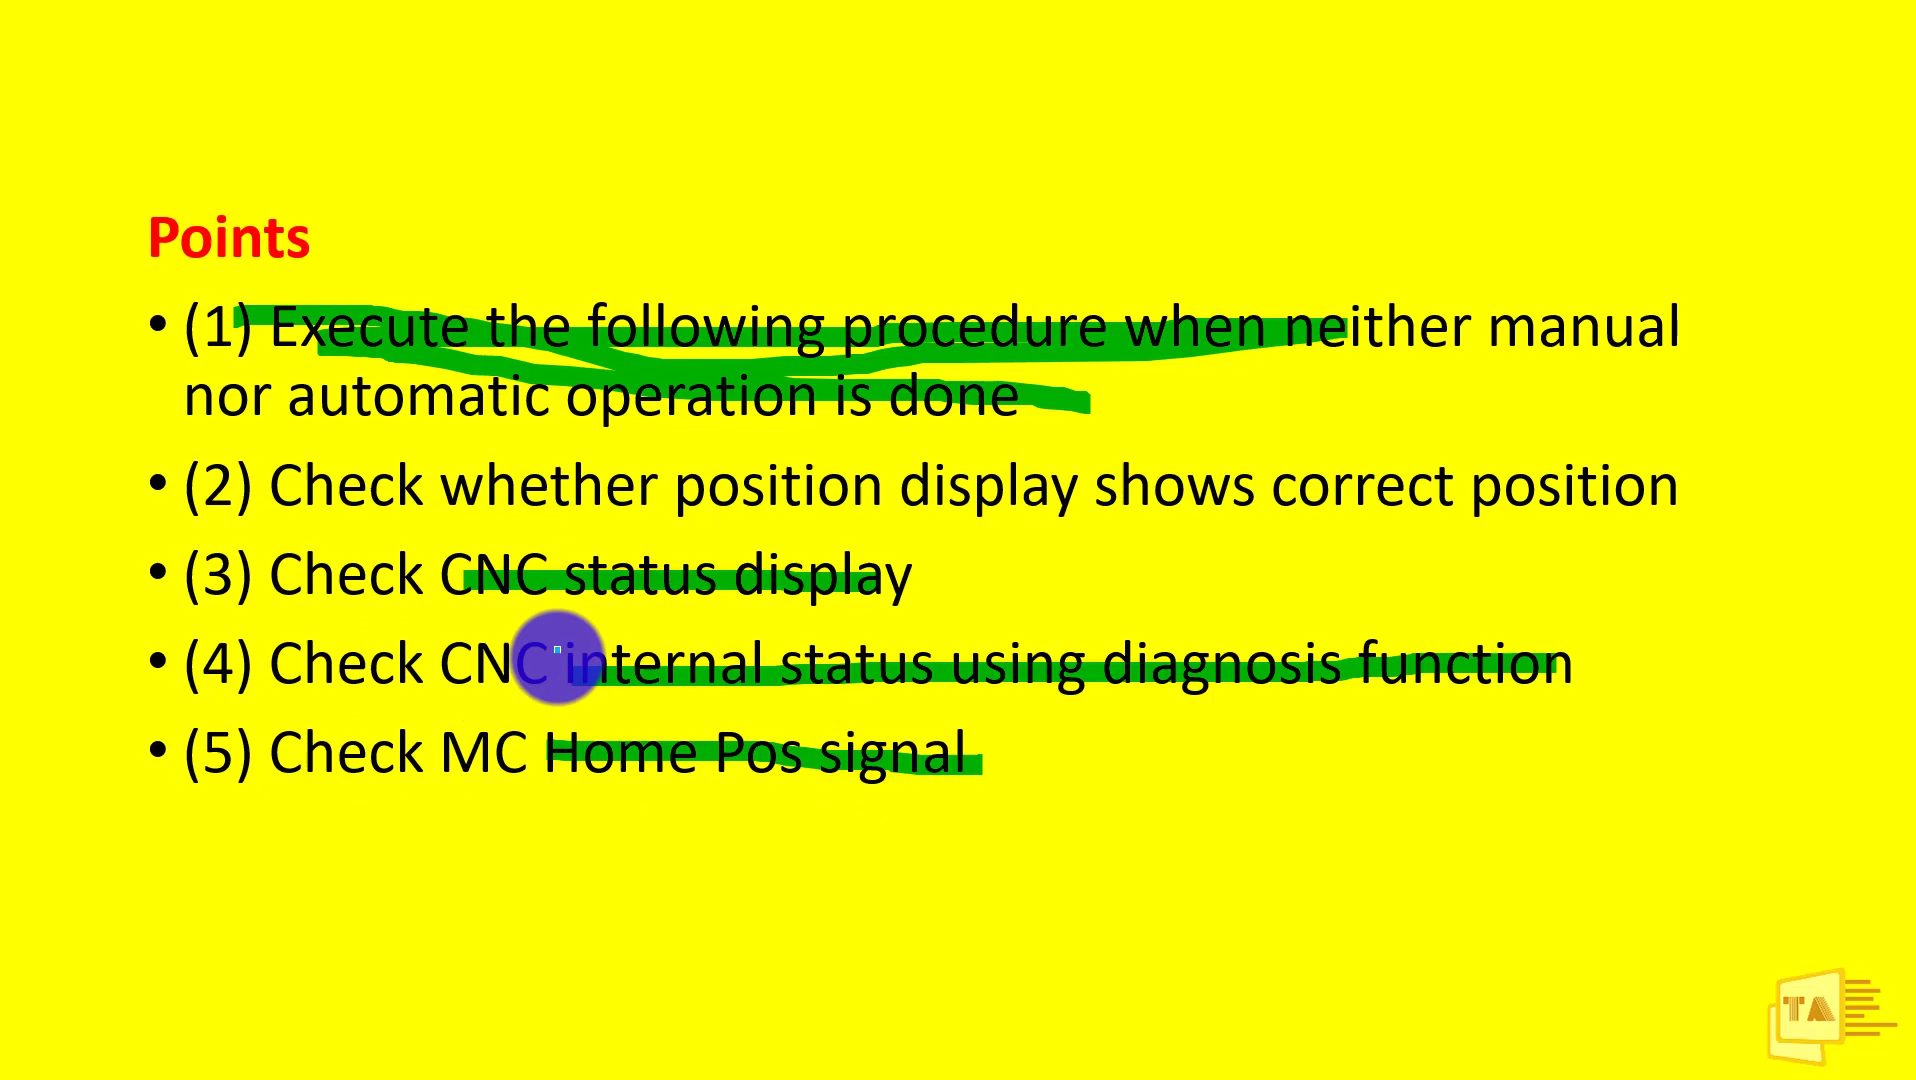 Points
• (1) Execute the following procedure when neither manual
nor automatic operation is done
• (2) Check whether position display shows correct position
• (3) Check CNC status display
• (4) Check CNC internal status using diagnosis function
• (5) Check MC Home Pos signal
TA